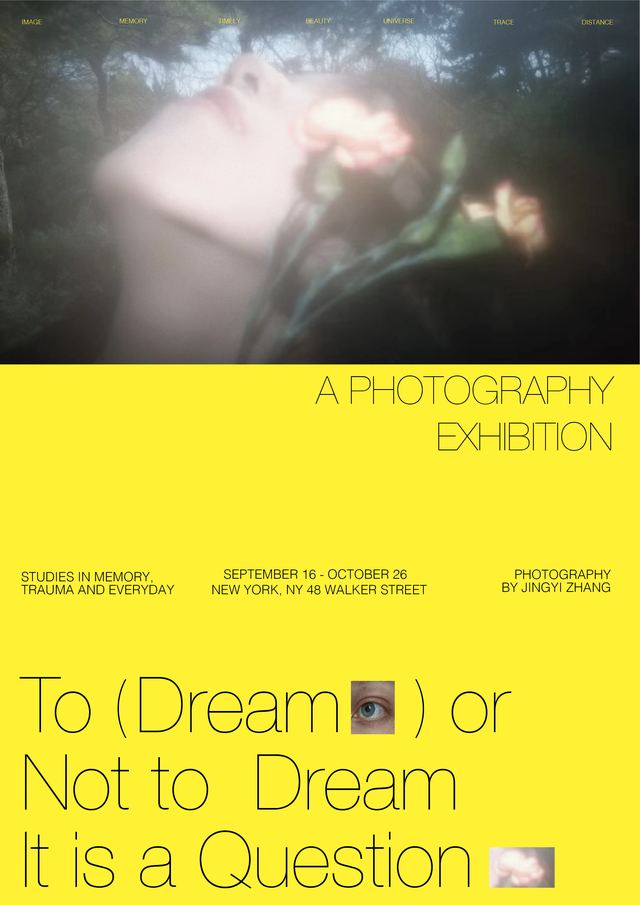 IMAGE MEMORY TIMELY BEAUTY UNIVERSE TRACE DISTANCE
A PHOTOGRAPHY
EXHIBITION
STUDIES IN MEMORY,
TRAUMA AND EVERYDAY
SEPTEMBER 16 - OCTOBER 26
NEW YORK, NY 48 WALKER STREET
PHOTOGRAPHY
BY JINGYI ZHANG
To (Dream ) or
Not to Dream
It is a Question